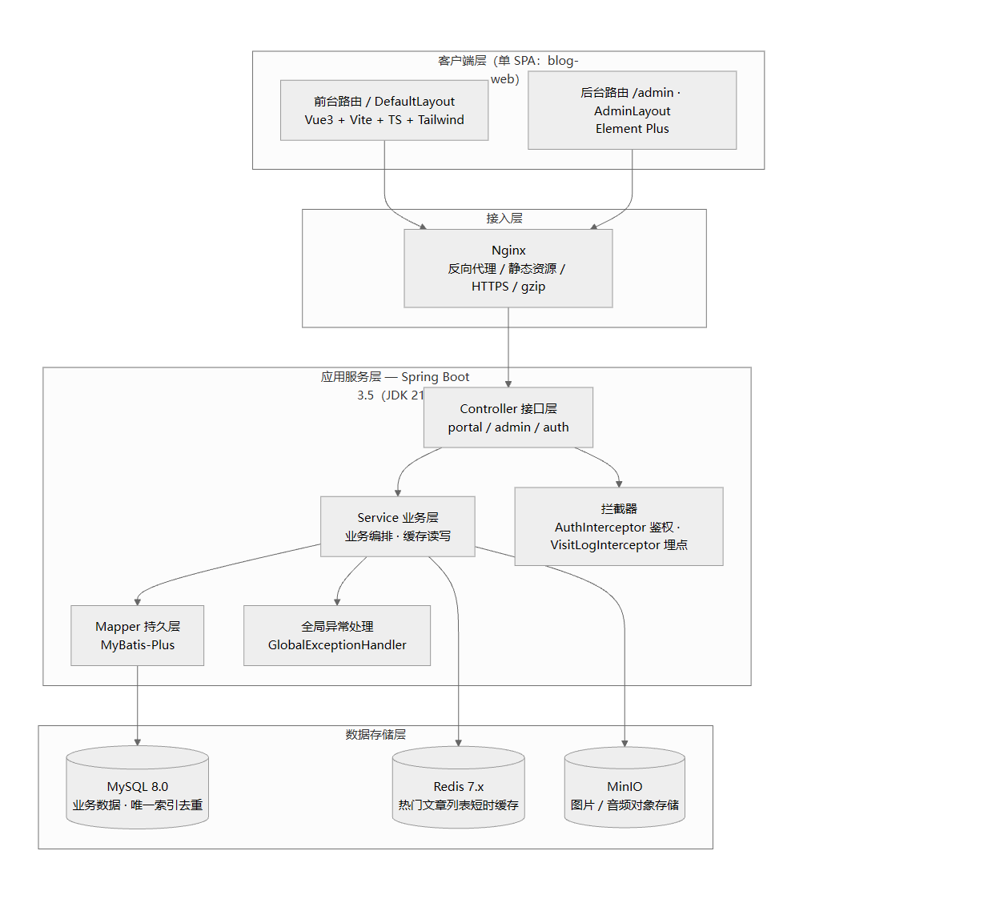 客户端层（单 SPA：blog-
web）
前台路由 / DefaultLayout
Vue3 + Vite + TS + Tailwind
后台路由 /admin ·
AdminLayout
Element Plus
接入层
Nginx
反向代理 / 静态资源 /
HTTPS / gzip
应用服务层 — Spring Boot
3.5（JDK 21
Controller 接口层
portal / admin / auth
Service 业务层
业务编排 · 缓存读写
拦截器
AuthInterceptor 鉴权 ·
VisitLogInterceptor 埋点
Mapper 持久层
MyBatis-Plus
全局异常处理
GlobalExceptionHandler
数据存储层
MySQL 8.0
业务数据 · 唯一索引去重
Redis 7.x
热门文章列表短时缓存
MinIO
图片 / 音频对象存储